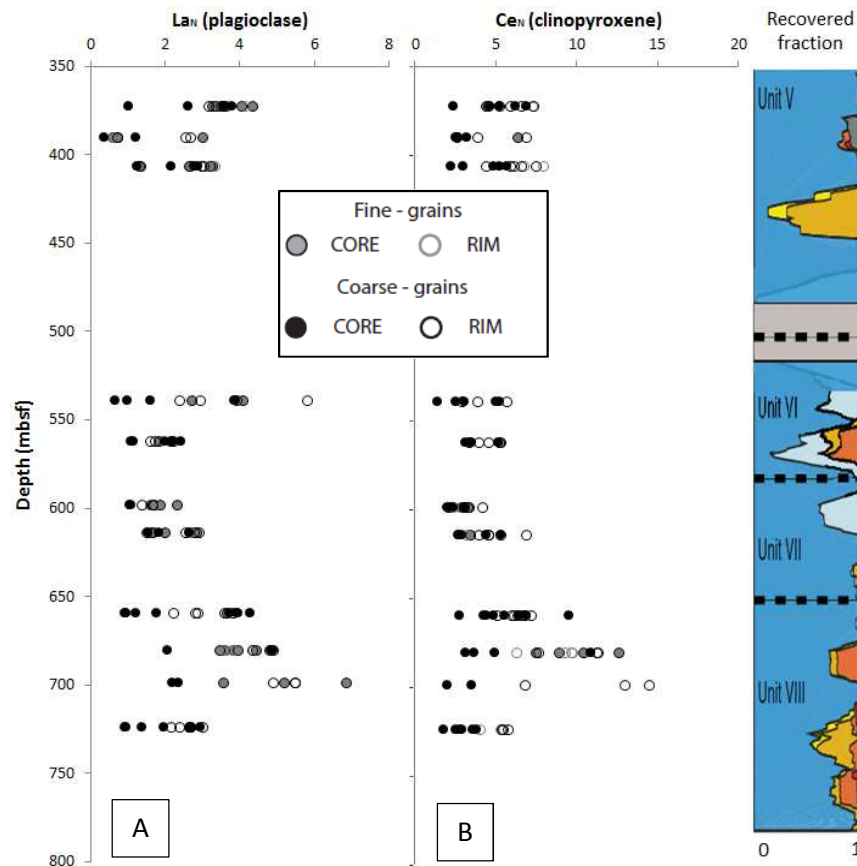 LaN (plagioclase)
CeN (clinopyroxene)
Recovered
fraction
0 2 4 6 8
0 5 10 15 20
350
400
450
500
550
600
650
700
750
800
Depth (mbsf)
Fine - grains
CORE RIM
Coarse - grains
CORE RIM
A
B
Unit V
Unit VI
Unit VII
Unit VIII
0 1